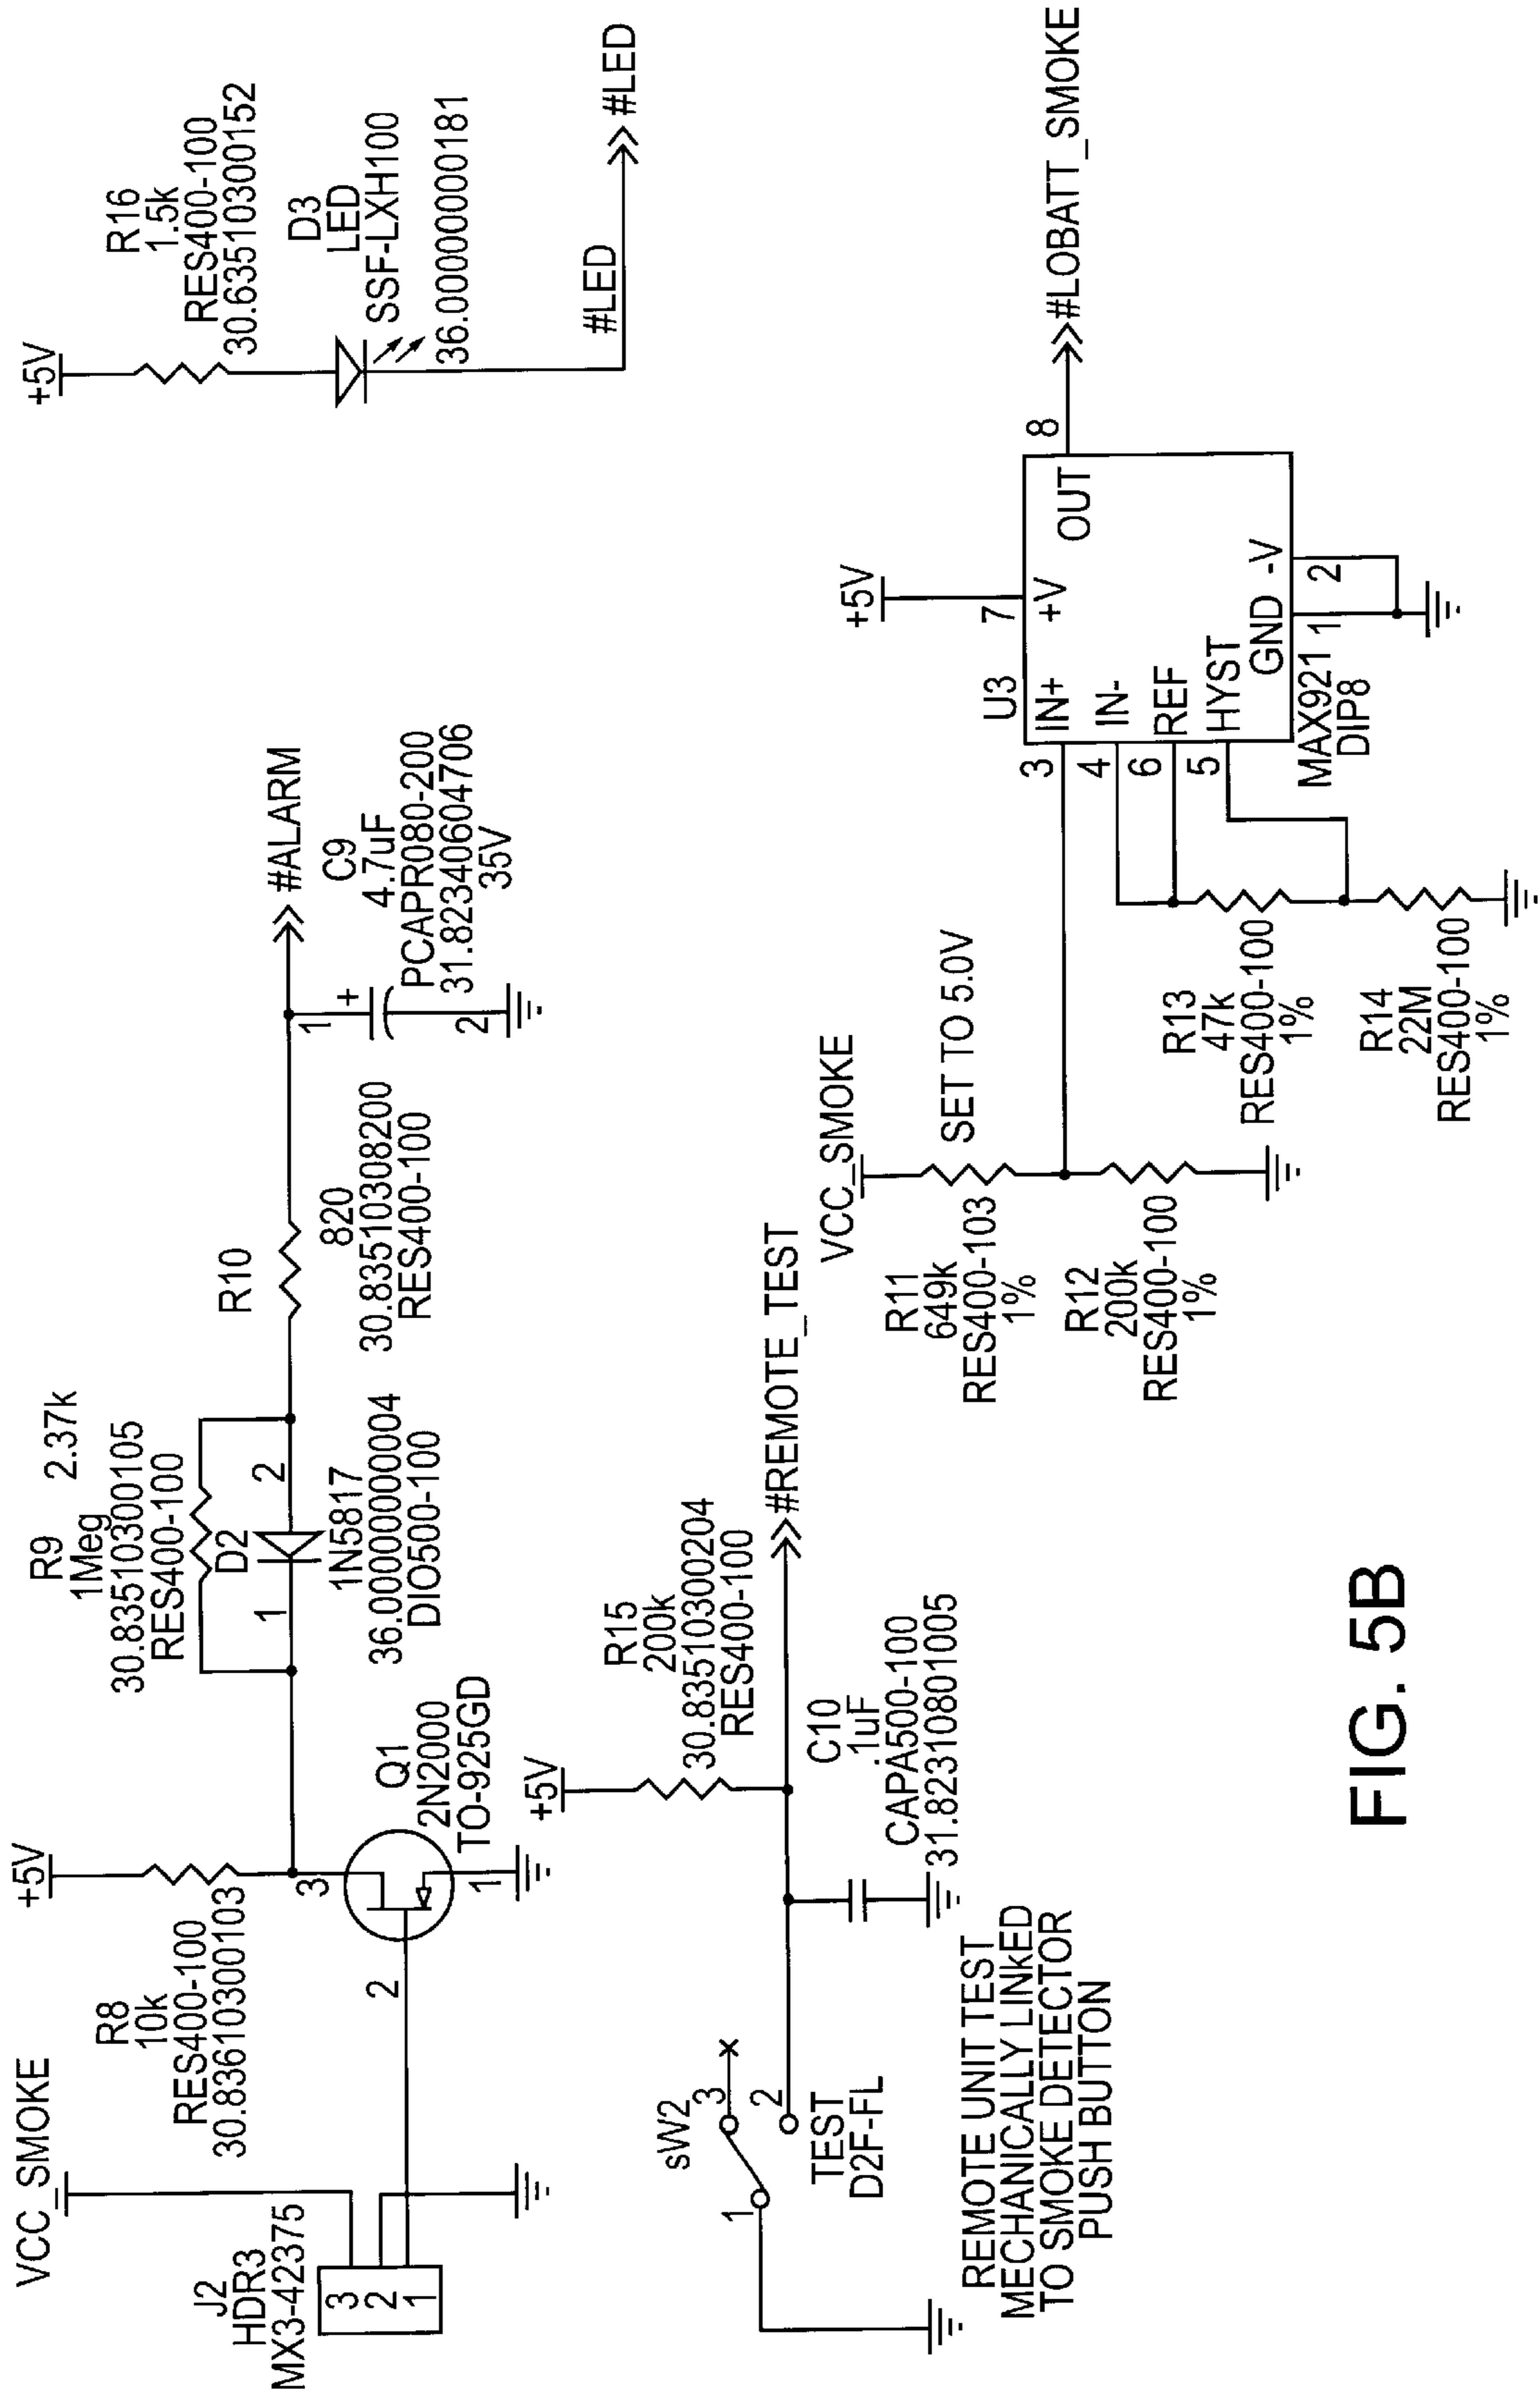 VCC_SMOKE
J2
HDR3
MX3-42375
3
2
1
+5V
R8
10k
RES400-100
30.83610300103
2
3
1
Q1
2N2000
TO-925GD
R9
2.37k
1Meg
30.83510300105
RES400-100
D2
1
2
1N5817
36.00000000004
DIO500-100
R10
820
30.83510308200
RES400-100
#ALARM
1
+
2
C9
4.7uF
PCAPR080-200
31.82340604706
35V
+5V
R16
1.5k
RES400-100
30.63510300152
D3
LED
SSF-LXH100
36.00000000181
#LED
#LED
sW2
3
1
2
TEST
D2F-FL
REMOTE UNIT TEST
MECHANICALLY LINKED
TO SMOKE DETECTOR
PUSH BUTTON
+5V
R15
200k
30.83510300204
RES400-100
C10
.1uF
CAPA500-100
31.82310801005
#REMOTE_TEST
VCC_SMOKE
SET TO 5.0V
R11
649k
RES400-103
1%
R12
200k
RES400-100
1%
R13
47k
RES400-100
1%
R14
22M
RES400-100
1%
+5V
7
U3
+V
3
IN+
4
IN-
6
REF
5
HYST
OUT
8
GND
-V
1
2
MAX921
DIP8
#LOBATT_SMOKE
FIG. 5B